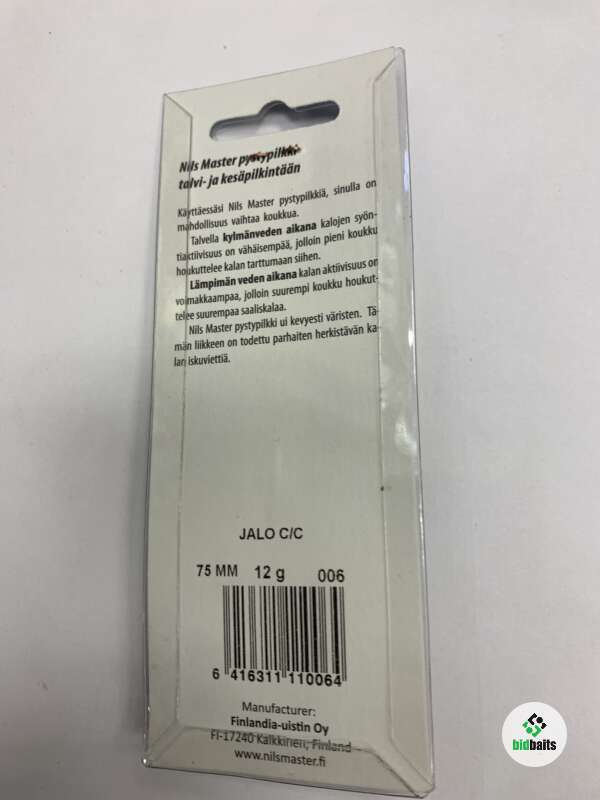 Nils Master pystypilkki
talvi- ja kesäpilkintään
Käyttäessäsi Nils Master pystypilkkiä, sinulla on
mahdollisuus vaihtaa koukkua.
Talvella kylmänveden aikana kalojen syön-
tiaktiivisuus on vähäisempää, jolloin pieni koukku
houkuttelee kalan tarttumaan siihen.
Lämpimän veden aikana kalan aktiivisuus on
voimakkaampaa, jolloin suurempi koukku houkut-
telee suurempaa saaliskalaa.
Nils Master pystypilkki ui kevyesti väristen. Tä-
män liikkeen on todettu parhaiten herkistävän ka-
lan iskuviettiä.
JALO C/C
75 MM 12 g 006
6 416311 110064
Manufacturer:
Finlandia-uistin Oy
FI-17240 Kalkkinen, Finland
www.nilsmaster.fi
bidbaits